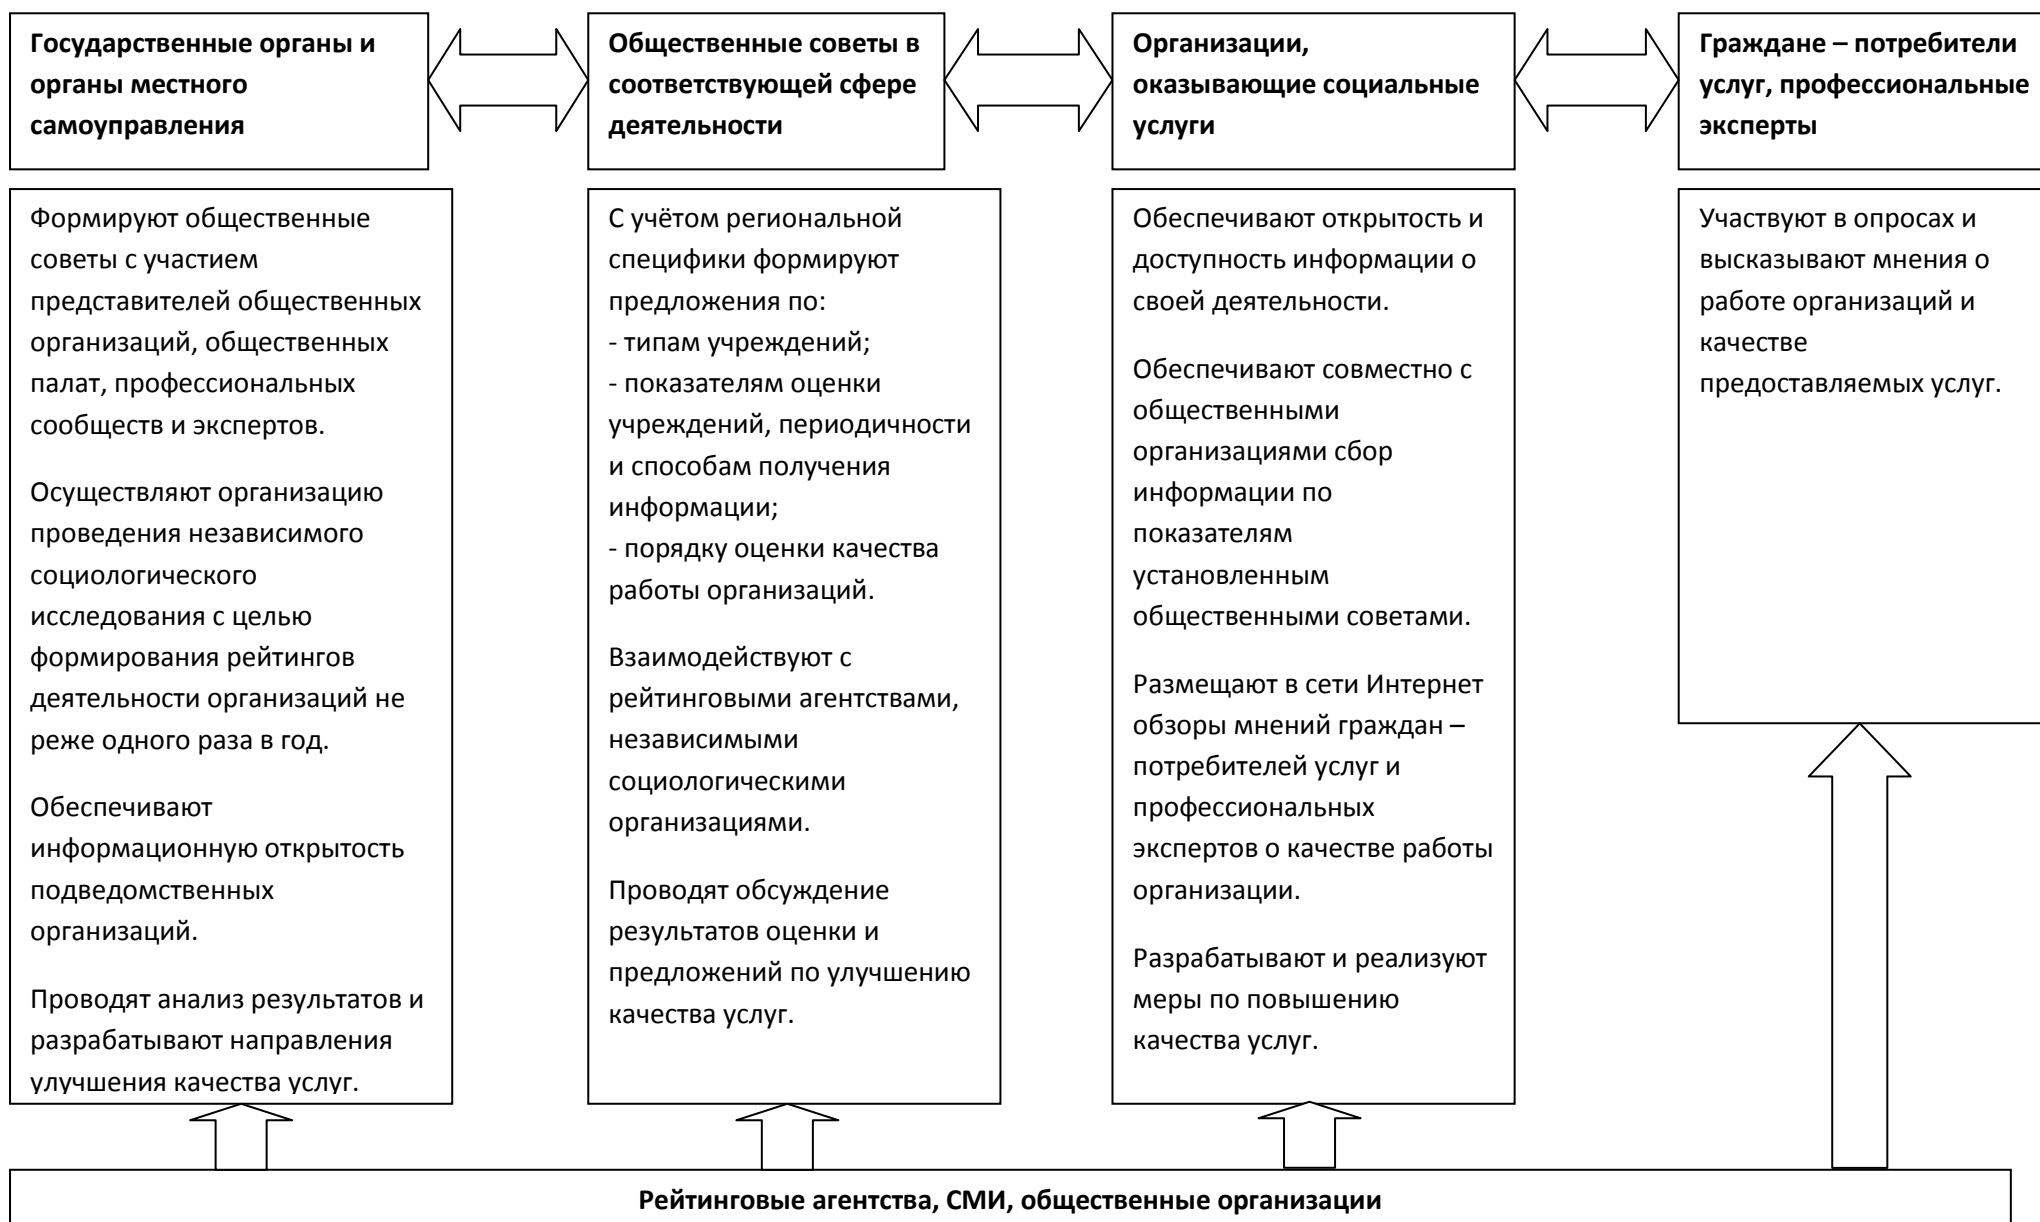 Государственные органы и
органы местного
самоуправления
Общественные советы в
соответствующей сфере
деятельности
Организации,
оказывающие социальные
услуги
Граждане – потребители
услуг, профессиональные
эксперты
Формируют общественные
советы с участием
представителей общественных
организаций, общественных
палат, профессиональных
сообществ и экспертов.
Осуществляют организацию
проведения независимого
социологического
исследования с целью
формирования рейтингов
деятельности организаций не
реже одного раза в год.
Обеспечивают
информационную открытость
подведомственных
организаций.
Проводят анализ результатов и
разрабатывают направления
улучшения качества услуг.
С учётом региональной
специфики формируют
предложения по:
- типам учреждений;
- показателям оценки
учреждений, периодичности
и способам получения
информации;
- порядку оценки качества
работы организаций.
Взаимодействуют с
рейтинговыми агентствами,
независимыми
социологическими
организациями.
Проводят обсуждение
результатов оценки и
предложений по улучшению
качества услуг.
Обеспечивают открытость и
доступность информации о
своей деятельности.
Обеспечивают совместно с
общественными
организациями сбор
информации по
показателям
установленным
общественными советами.
Размещают в сети Интернет
обзоры мнений граждан –
потребителей услуг и
профессиональных
экспертов о качестве работы
организации.
Разрабатывают и реализуют
меры по повышению
качества услуг.
Участвуют в опросах и
высказывают мнения о
работе организаций и
качестве
предоставляемых услуг.
Рейтинговые агентства, СМИ, общественные организации